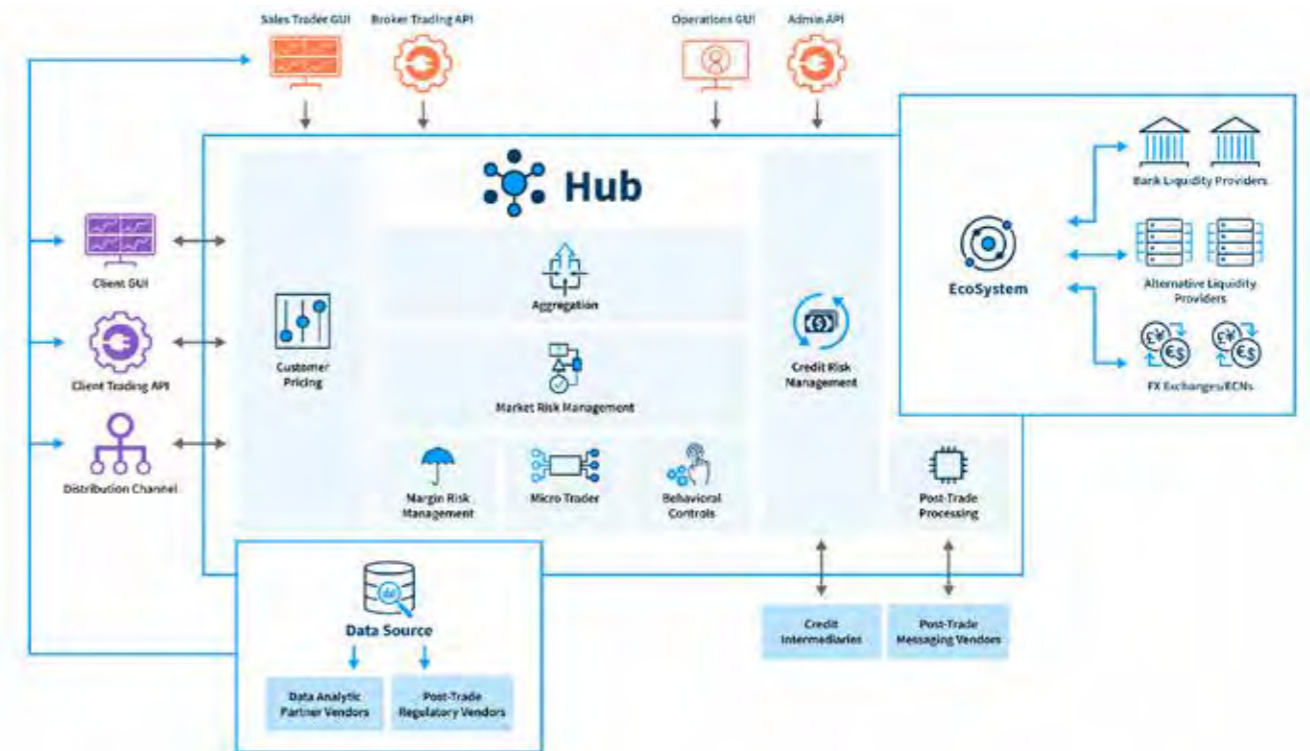 Sales Trader GUI
Broker Trading API
Operations GUI
Admin API
Hub
Client GUI
Client Trading API
Distribution Channel
Customer
Pricing
Aggregation
Market Risk Management
Margin Risk
Management
Micro Trader
Behavioral
Controls
Credit Risk
Management
Post-Trade
Processing
EcoSystem
Bank Liquidity Providers
Alternative Liquidity
Providers
£¥
€$
£¥
€$
FX Exchanges/ECNs
Data Source
Data Analytic
Partner Vendors
Post-Trade
Regulatory Vendors
Credit
Intermediaries
Post-Trade
Messaging Vendors